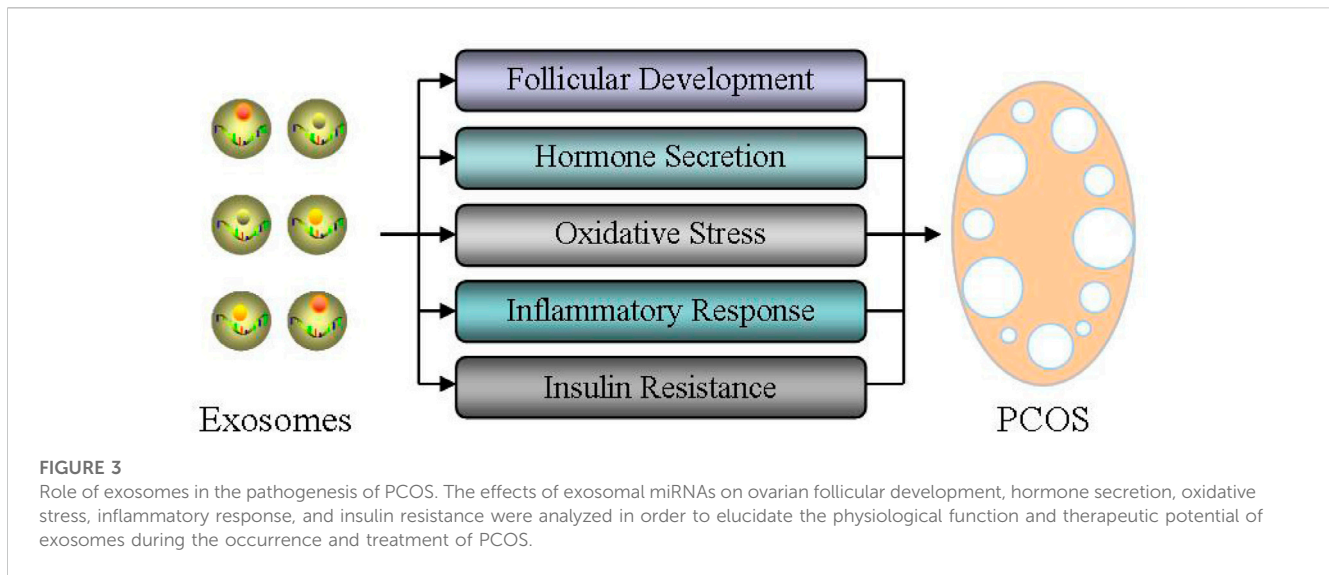 Follicular Development
Hormone Secretion
Oxidative Stress
Inflammatory Response
Insulin Resistance
Exosomes
PCOS
FIGURE 3
Role of exosomes in the pathogenesis of PCOS. The effects of exosomal miRNAs on ovarian follicular development, hormone secretion, oxidative
stress, inflammatory response, and insulin resistance were analyzed in order to elucidate the physiological function and therapeutic potential of
exosomes during the occurrence and treatment of PCOS.